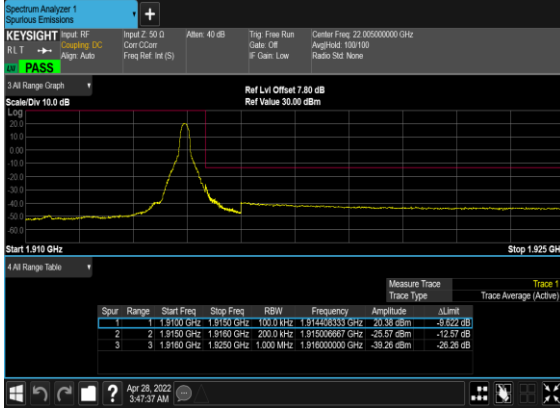 Spectrum Analyzer 1
Spurious Emissions
+
KEYSIGHT Input: RF Input Z: 50 Ω Atten: 40 dB Trig: Free Run Center Freq: 22.005000000 GHz
RLT Coupling: DC Corr CCorr Gate: Off Avg|Hold: 100/100
Align: Auto Freq Ref: Int (S) IF Gain: Low Radio Std: None
LXI PASS
3 All Range Graph
Ref Lvl Offset 7.80 dB
Scale/Div 10.0 dB Ref Value 30.00 dBm
Log
20.0
10.0
0.00
-10.0
-20.0
-30.0
-40.0
-50.0
-60.0
Start 1.910 GHz Stop 1.925 GH
4 All Range Table
Measure Trace Trace 1
Trace Type Trace Average (Active)
Spur Range Start Freq Stop Freq RBW Frequency Amplitude ΔLimit
1 1 1.9100 GHz 1.9150 GHz 100.0 kHz 1.914408333 GHz 20.38 dBm -9.622 dB
2 2 1.9150 GHz 1.9160 GHz 200.0 kHz 1.915006667 GHz -25.57 dBm -12.57 dB
3 3 1.9160 GHz 1.9250 GHz 1.000 MHz 1.916000000 GHz -39.26 dBm -26.26 dB
? Apr 28, 2022
3:47:37 AM